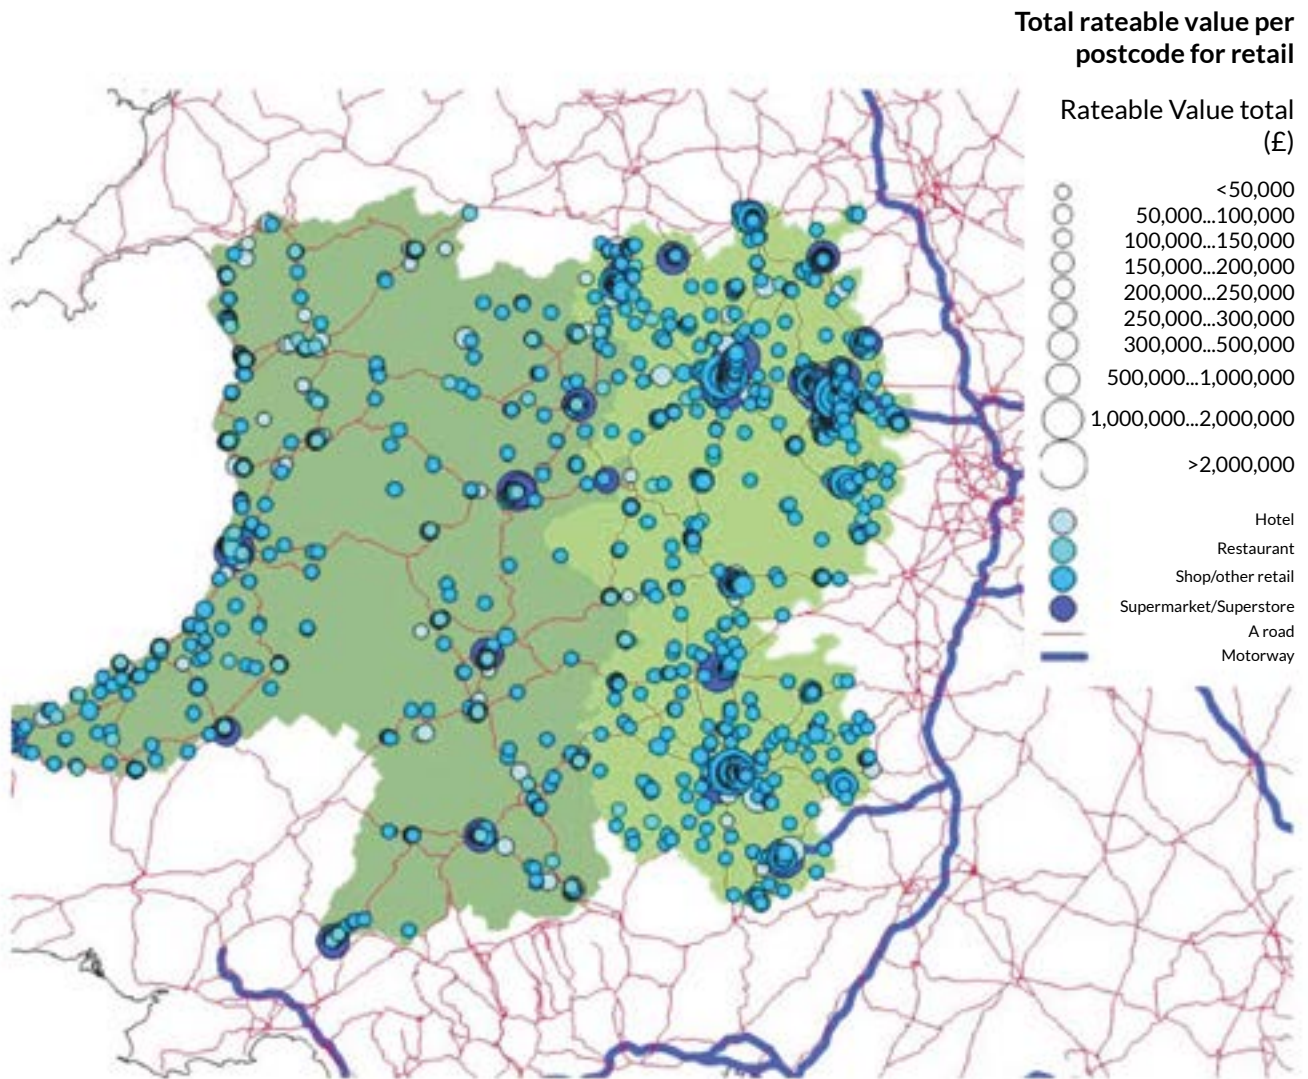 Total rateable value per
postcode for retail
Rateable Value total
(£)
<50,000
50,000...100,000
100,000...150,000
150,000...200,000
200,000...250,000
250,000...300,000
300,000...500,000
500,000...1,000,000
1,000,000...2,000,000
>2,000,000
Hotel
Restaurant
Shop/other retail
Supermarket/Superstore
A road
Motorway